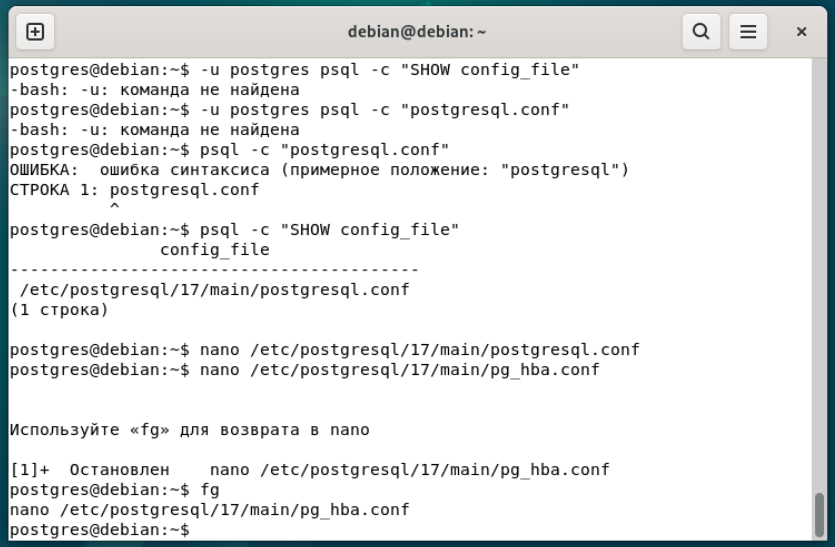 debian@debian: ~
postgres@debian:~$ -u postgres psql -c "SHOW config_file"
-bash: -u: команда не найдена
postgres@debian:~$ -u postgres psql -c "postgresql.conf"
-bash: -u: команда не найдена
postgres@debian:~$ psql -c "postgresql.conf"
ОШИБКА:  ошибка синтаксиса (примерное положение: "postgresql")
СТРОКА 1: postgresql.conf
          ^
postgres@debian:~$ psql -c "SHOW config_file"
               config_file
-----------------------------------------
 /etc/postgresql/17/main/postgresql.conf
(1 строка)
postgres@debian:~$ nano /etc/postgresql/17/main/postgresql.conf
postgres@debian:~$ nano /etc/postgresql/17/main/pg_hba.conf
Используйте «fg» для возврата в nano
[1]+  Остановлен    nano /etc/postgresql/17/main/pg_hba.conf
postgres@debian:~$ fg
nano /etc/postgresql/17/main/pg_hba.conf
postgres@debian:~$